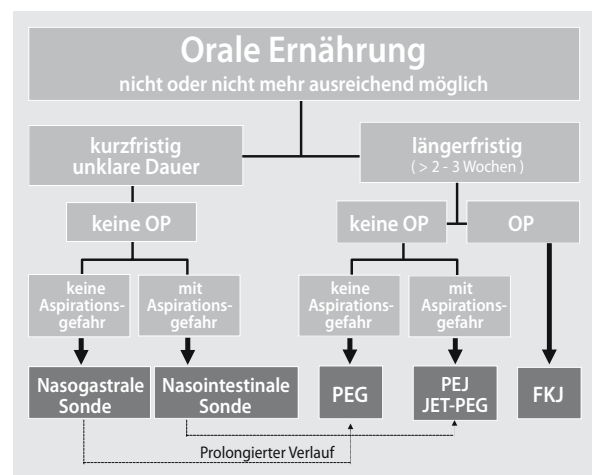 Orale Ernährung
nicht oder nicht mehr ausreichend möglich
kurzfristig
unklare Dauer
längerfristig
( > 2 - 3 Wochen )
keine OP
keine OP
OP
keine
Aspirations-
gefahr
mit
Aspirations-
gefahr
keine
Aspirations-
gefahr
mit
Aspirations-
gefahr
Nasogastrale
Sonde
Nasointestinale
Sonde
PEG
PEJ
JET-PEG
FKJ
Prolongierter Verlauf